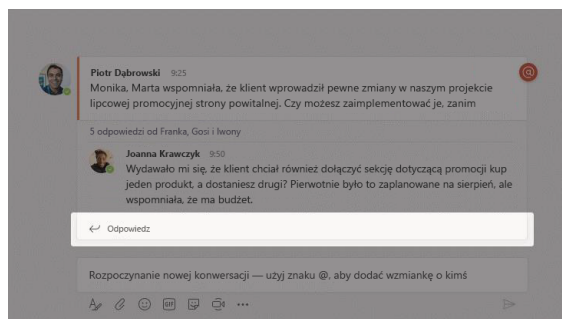 Piotr Dąbrowski 9:25
Monika, Marta wspomniała, że klient wprowadził pewne zmiany w naszym projekcie
lipcowej promocyjnej strony powitalnej. Czy możesz zaimplementować je, zanim
5 odpowiedzi od Franka, Gosi i Iwony
Joanna Krawczyk 9:50
Wydawało mi się, że klient chciał również dołączyć sekcję dotyczącą promocji kup
jeden produkt, a dostaniesz drugi? Pierwotnie było to zaplanowane na sierpień, ale
wspomniała, że ma budżet.
Odpowiedz
Rozpoczynanie nowej konwersacji — użyj znaku @, aby dodać wzmiankę o kimś
GIF